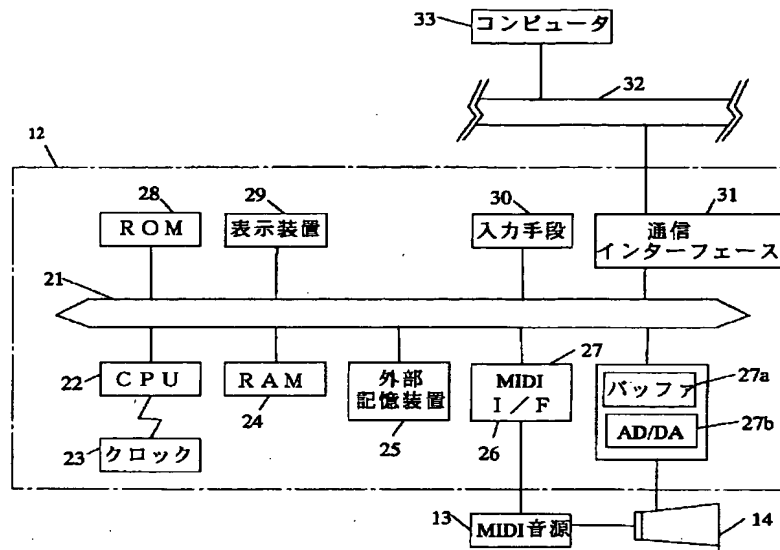 33
コンピュータ
32
12
28
ROM
29
表示装置
30
入力手段
31
通信
インターフェース
21
22
CPU
RAM
24
外部
記憶装置
25
27
MIDI
I/F
26
バッファ
27a
AD/DA
27b
23
クロック
13
MIDI音源
14